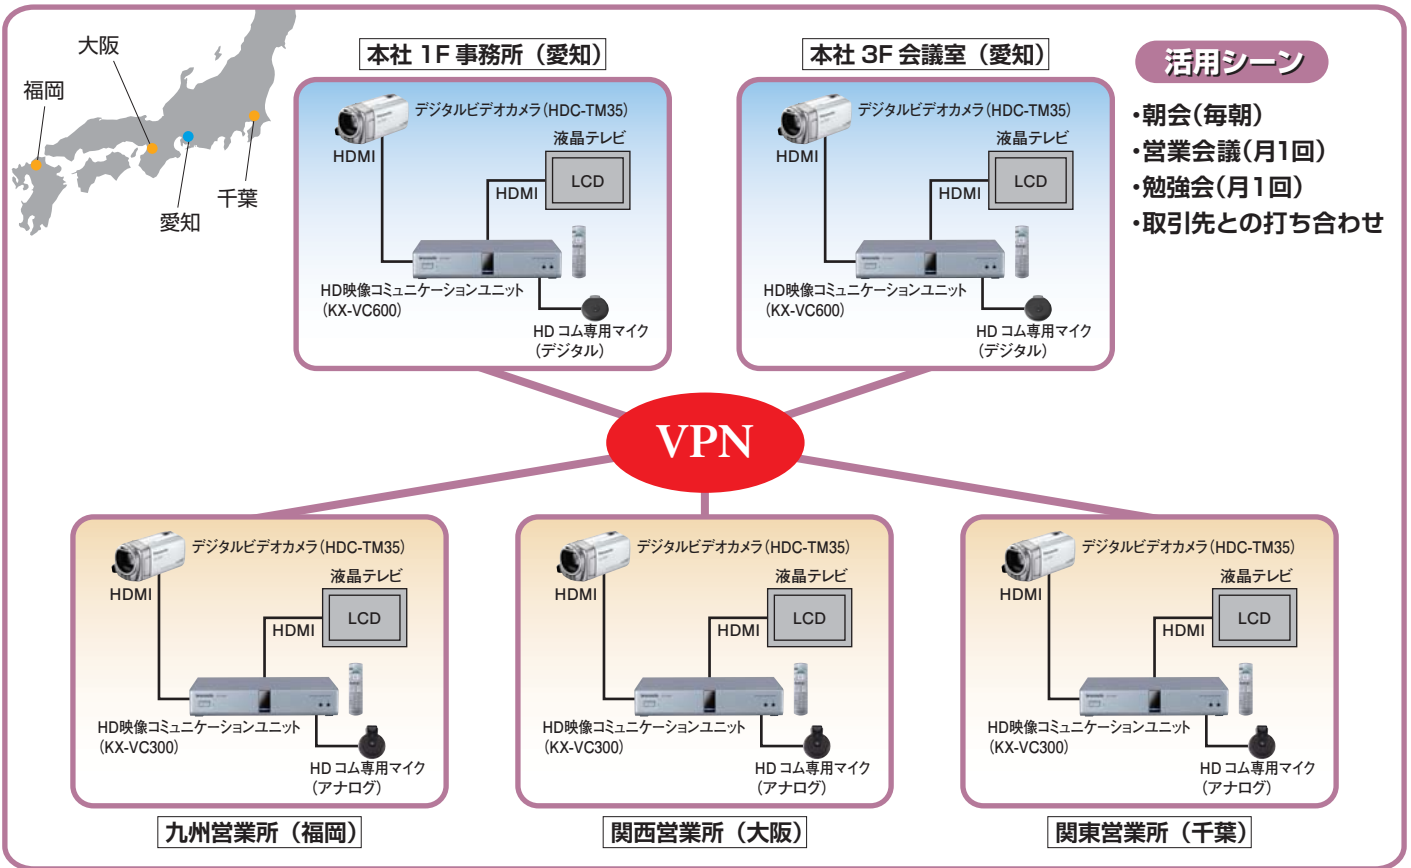 大阪
福岡
千葉
愛知
本社 1F 事務所（愛知）
デジタルビデオカメラ(HDC-TM35)
HDMI
液晶テレビ
LCD
HDMI
HD映像コミュニケーションユニット
(KX-VC600)
HD コム専用マイク
(デジタル)
本社 3F 会議室（愛知）
デジタルビデオカメラ(HDC-TM35)
HDMI
液晶テレビ
LCD
HDMI
HD映像コミュニケーションユニット
(KX-VC600)
HD コム専用マイク
(デジタル)
活用シーン
・朝会(毎朝)
・営業会議(月1回)
・勉強会(月1回)
・取引先との打ち合わせ
VPN
デジタルビデオカメラ(HDC-TM35)
HDMI
液晶テレビ
LCD
HDMI
HD映像コミュニケーションユニット
(KX-VC300)
HD コム専用マイク
(アナログ)
九州営業所（福岡）
デジタルビデオカメラ(HDC-TM35)
HDMI
液晶テレビ
LCD
HDMI
HD映像コミュニケーションユニット
(KX-VC300)
HD コム専用マイク
(アナログ)
関西営業所（大阪）
デジタルビデオカメラ(HDC-TM35)
HDMI
液晶テレビ
LCD
HDMI
HD映像コミュニケーションユニット
(KX-VC300)
HD コム専用マイク
(アナログ)
関東営業所（千葉）